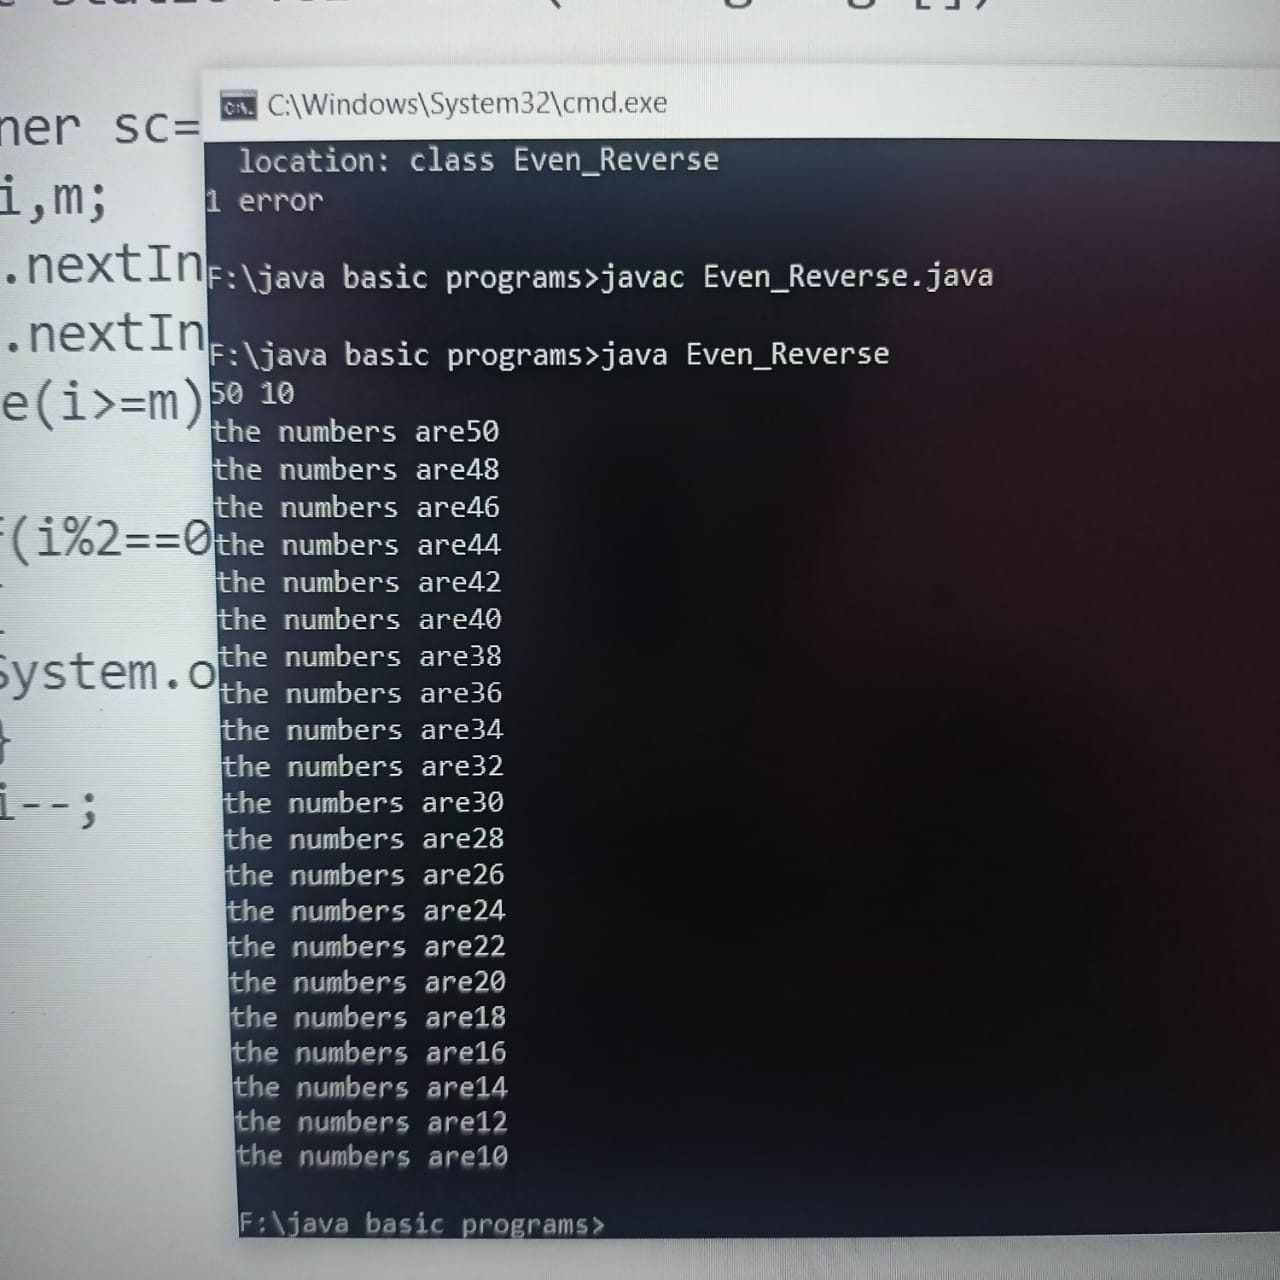 ner sc=
i,m;
.nextIn
.nextIn
e(i>=m)
(i%2==0
System.o
}
i--;
C:\Windows\System32\cmd.exe
location: class Even_Reverse
1 error
F:\java basic programs>javac Even_Reverse.java
F:\java basic programs>java Even_Reverse
50 10
the numbers are50
the numbers are48
the numbers are46
the numbers are44
the numbers are42
the numbers are40
the numbers are38
the numbers are36
the numbers are34
the numbers are32
the numbers are30
the numbers are28
the numbers are26
the numbers are24
the numbers are22
the numbers are20
the numbers are18
the numbers are16
the numbers are14
the numbers are12
the numbers are10
F:\java basic programs>